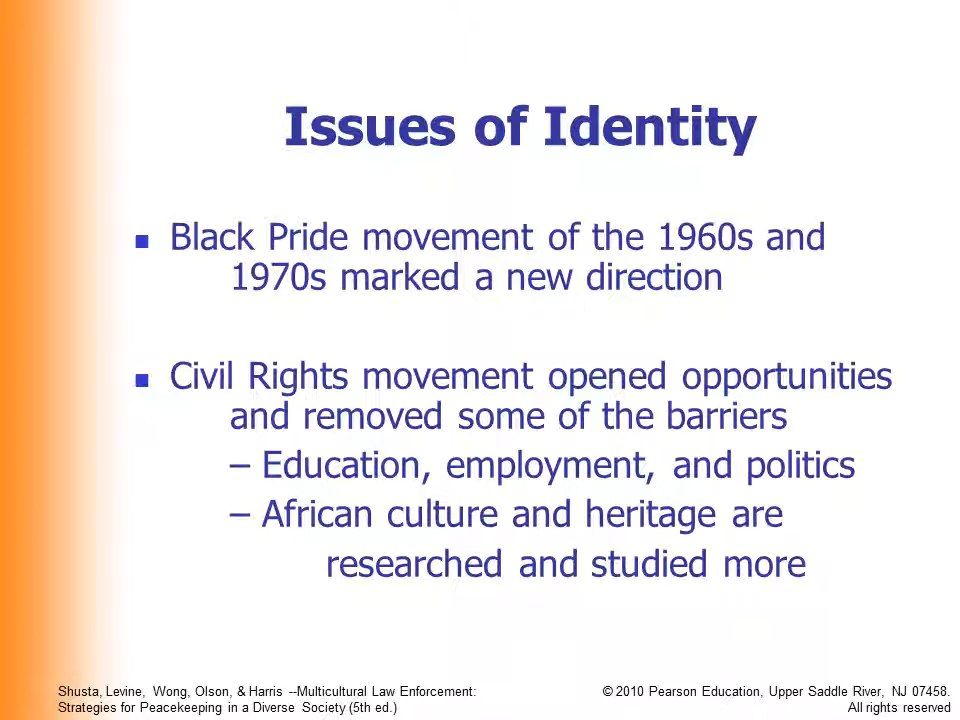 Issues of Identity
■ Black Pride movement of the 1960s and
1970s marked a new direction
■ Civil Rights movement opened opportunities
and removed some of the barriers
– Education, employment, and politics
– African culture and heritage are
researched and studied more
Shusta, Levine, Wong, Olson, & Harris --Multicultural Law Enforcement:
Strategies for Peacekeeping in a Diverse Society (5th ed.)
© 2010 Pearson Education, Upper Saddle River, NJ 07458.
All rights reserved